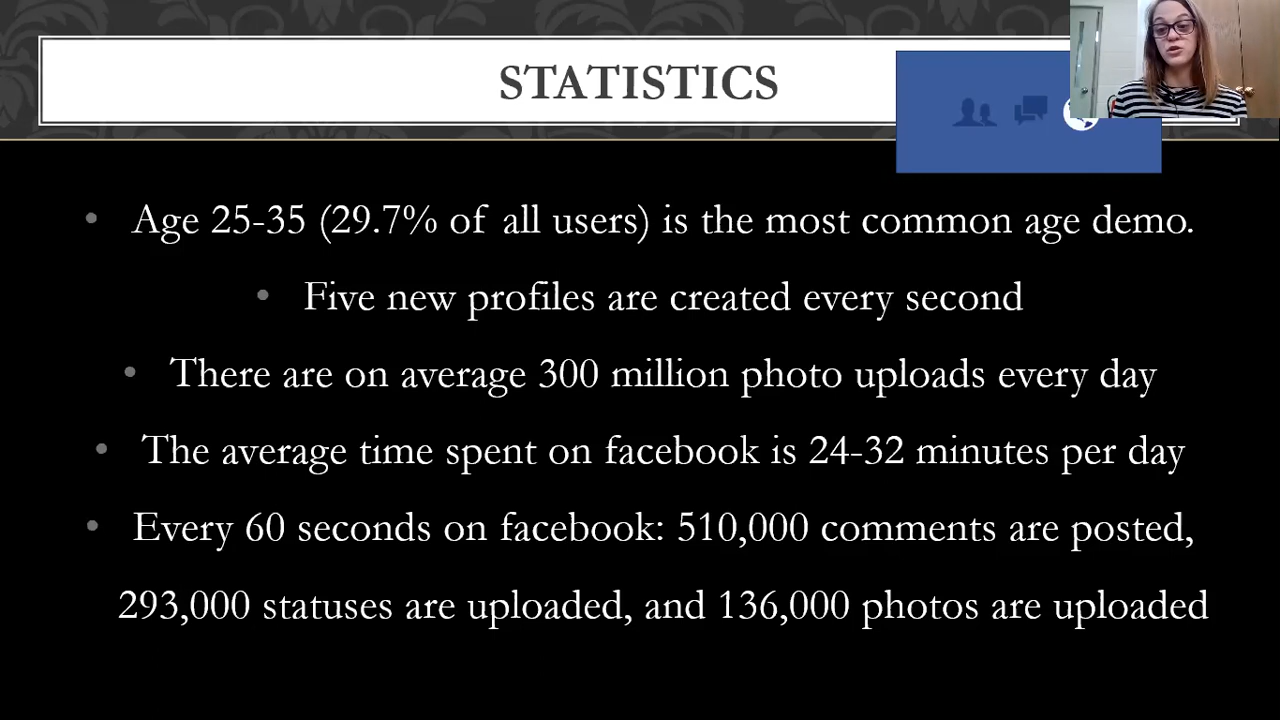 STATISTICS
• Age 25-35 (29.7% of all users) is the most common age demo.
• Five new profiles are created every second
• There are on average 300 million photo uploads every day
• The average time spent on facebook is 24-32 minutes per day
• Every 60 seconds on facebook: 510,000 comments are posted,
293,000 statuses are uploaded, and 136,000 photos are uploaded